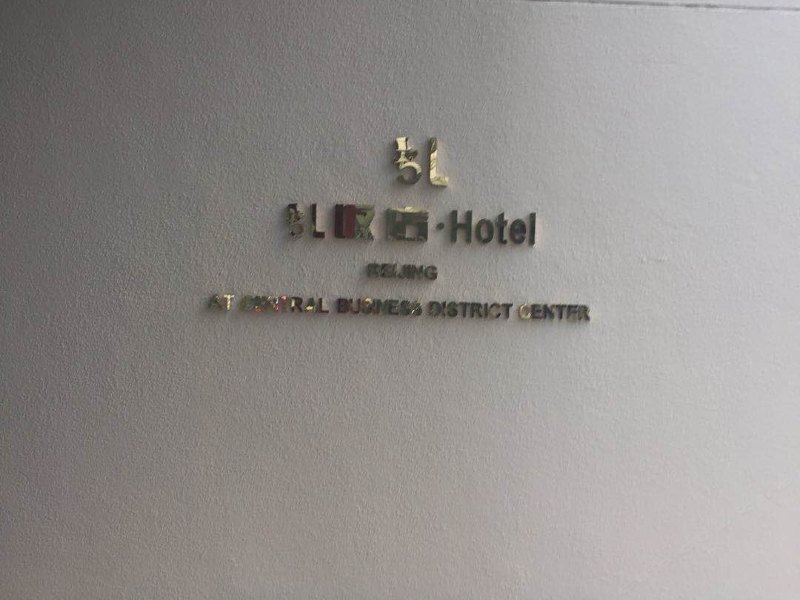 5L
5L饭店·Hotel
BEIJING
AT CENTRAL BUSINESS DISTRICT CENTER